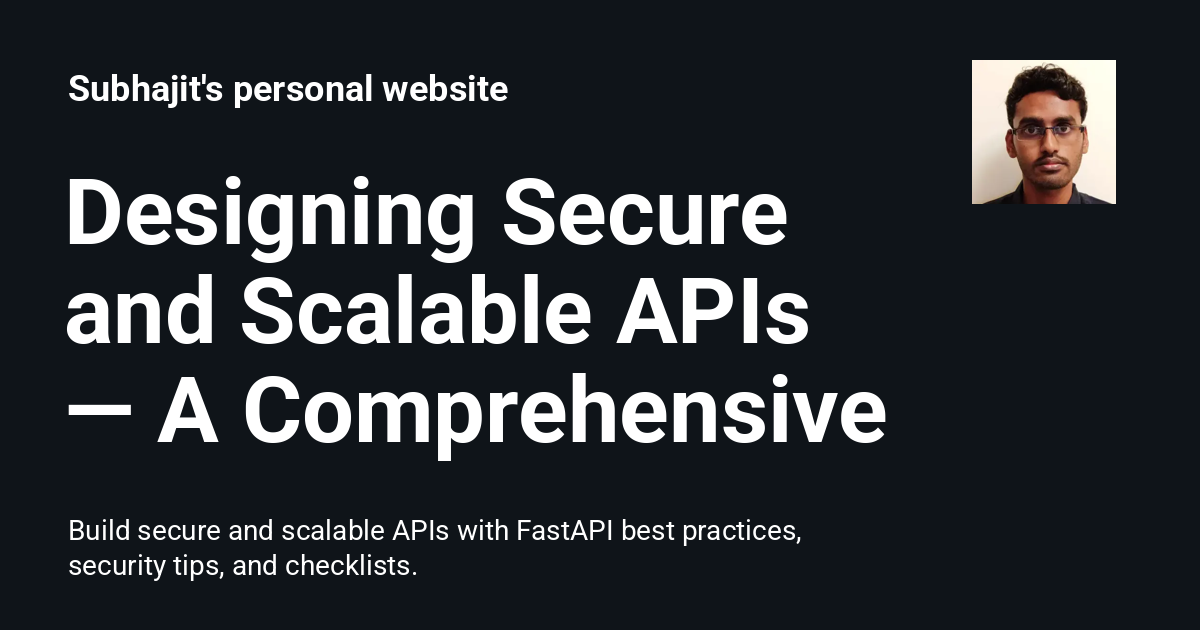 Subhajit's personal website
Designing Secure
and Scalable APIs
— A Comprehensive
Build secure and scalable APIs with FastAPI best practices,
security tips, and checklists.